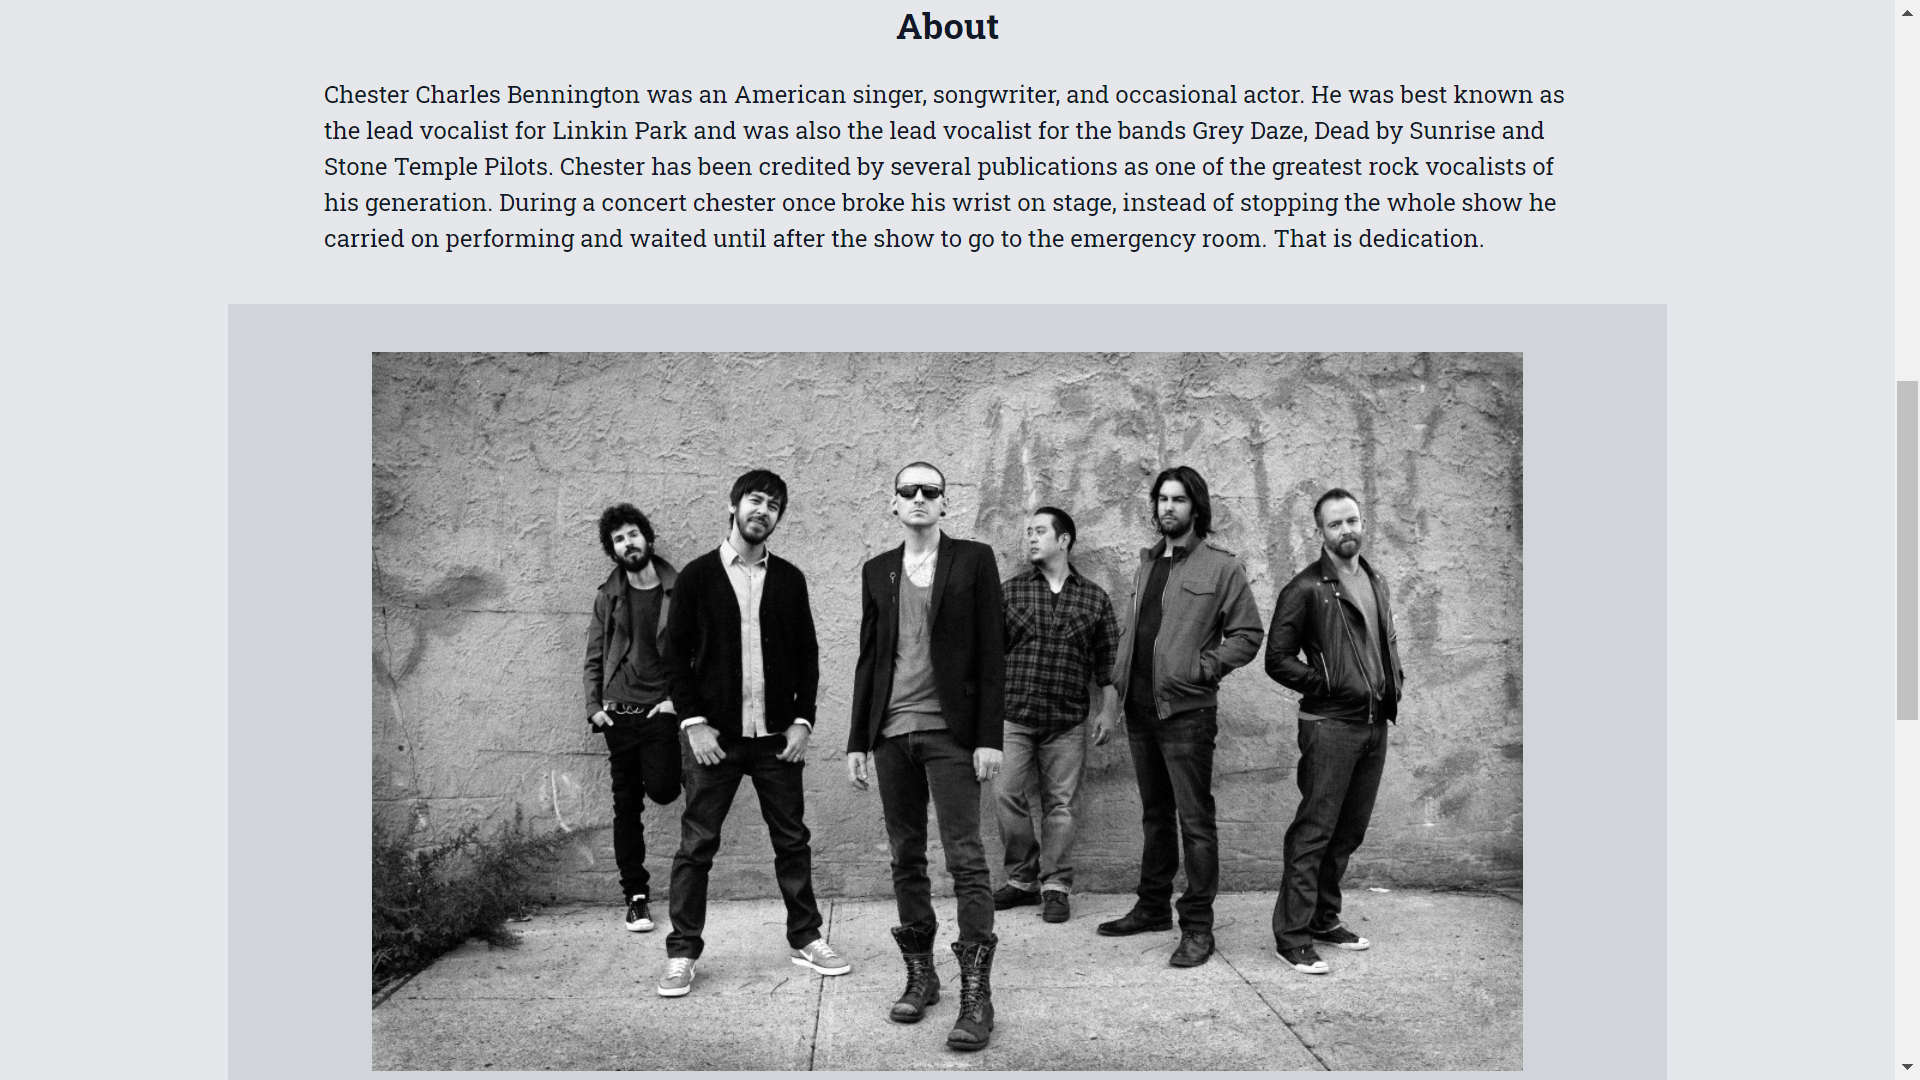 About
Chester Charles Bennington was an American singer, songwriter, and occasional actor. He was best known as
the lead vocalist for Linkin Park and was also the lead vocalist for the bands Grey Daze, Dead by Sunrise and
Stone Temple Pilots. Chester has been credited by several publications as one of the greatest rock vocalists of
his generation. During a concert chester once broke his wrist on stage, instead of stopping the whole show he
carried on performing and waited until after the show to go to the emergency room. That is dedication.